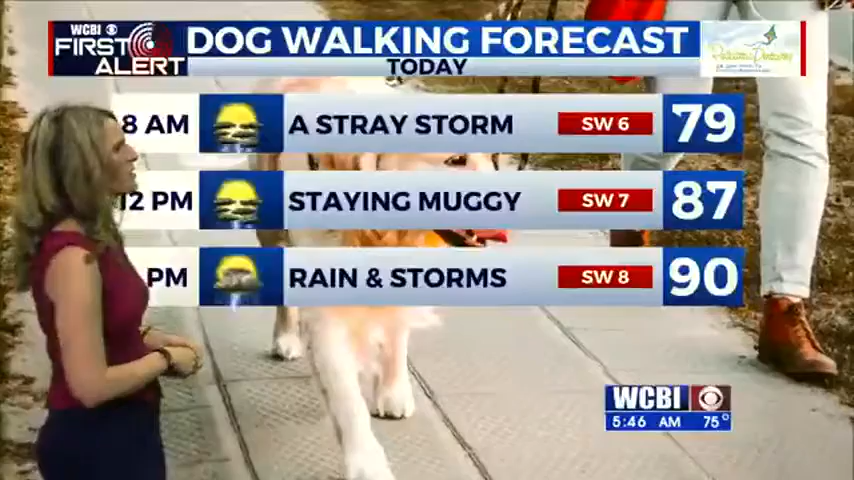 WCBI
FIRST
ALERT
DOG WALKING FORECAST
TODAY
8 AM A STRAY STORM SW 6 79
12 PM STAYING MUGGY SW 7 87
PM RAIN & STORMS SW 8 90
WCBI
5:46 AM 75°